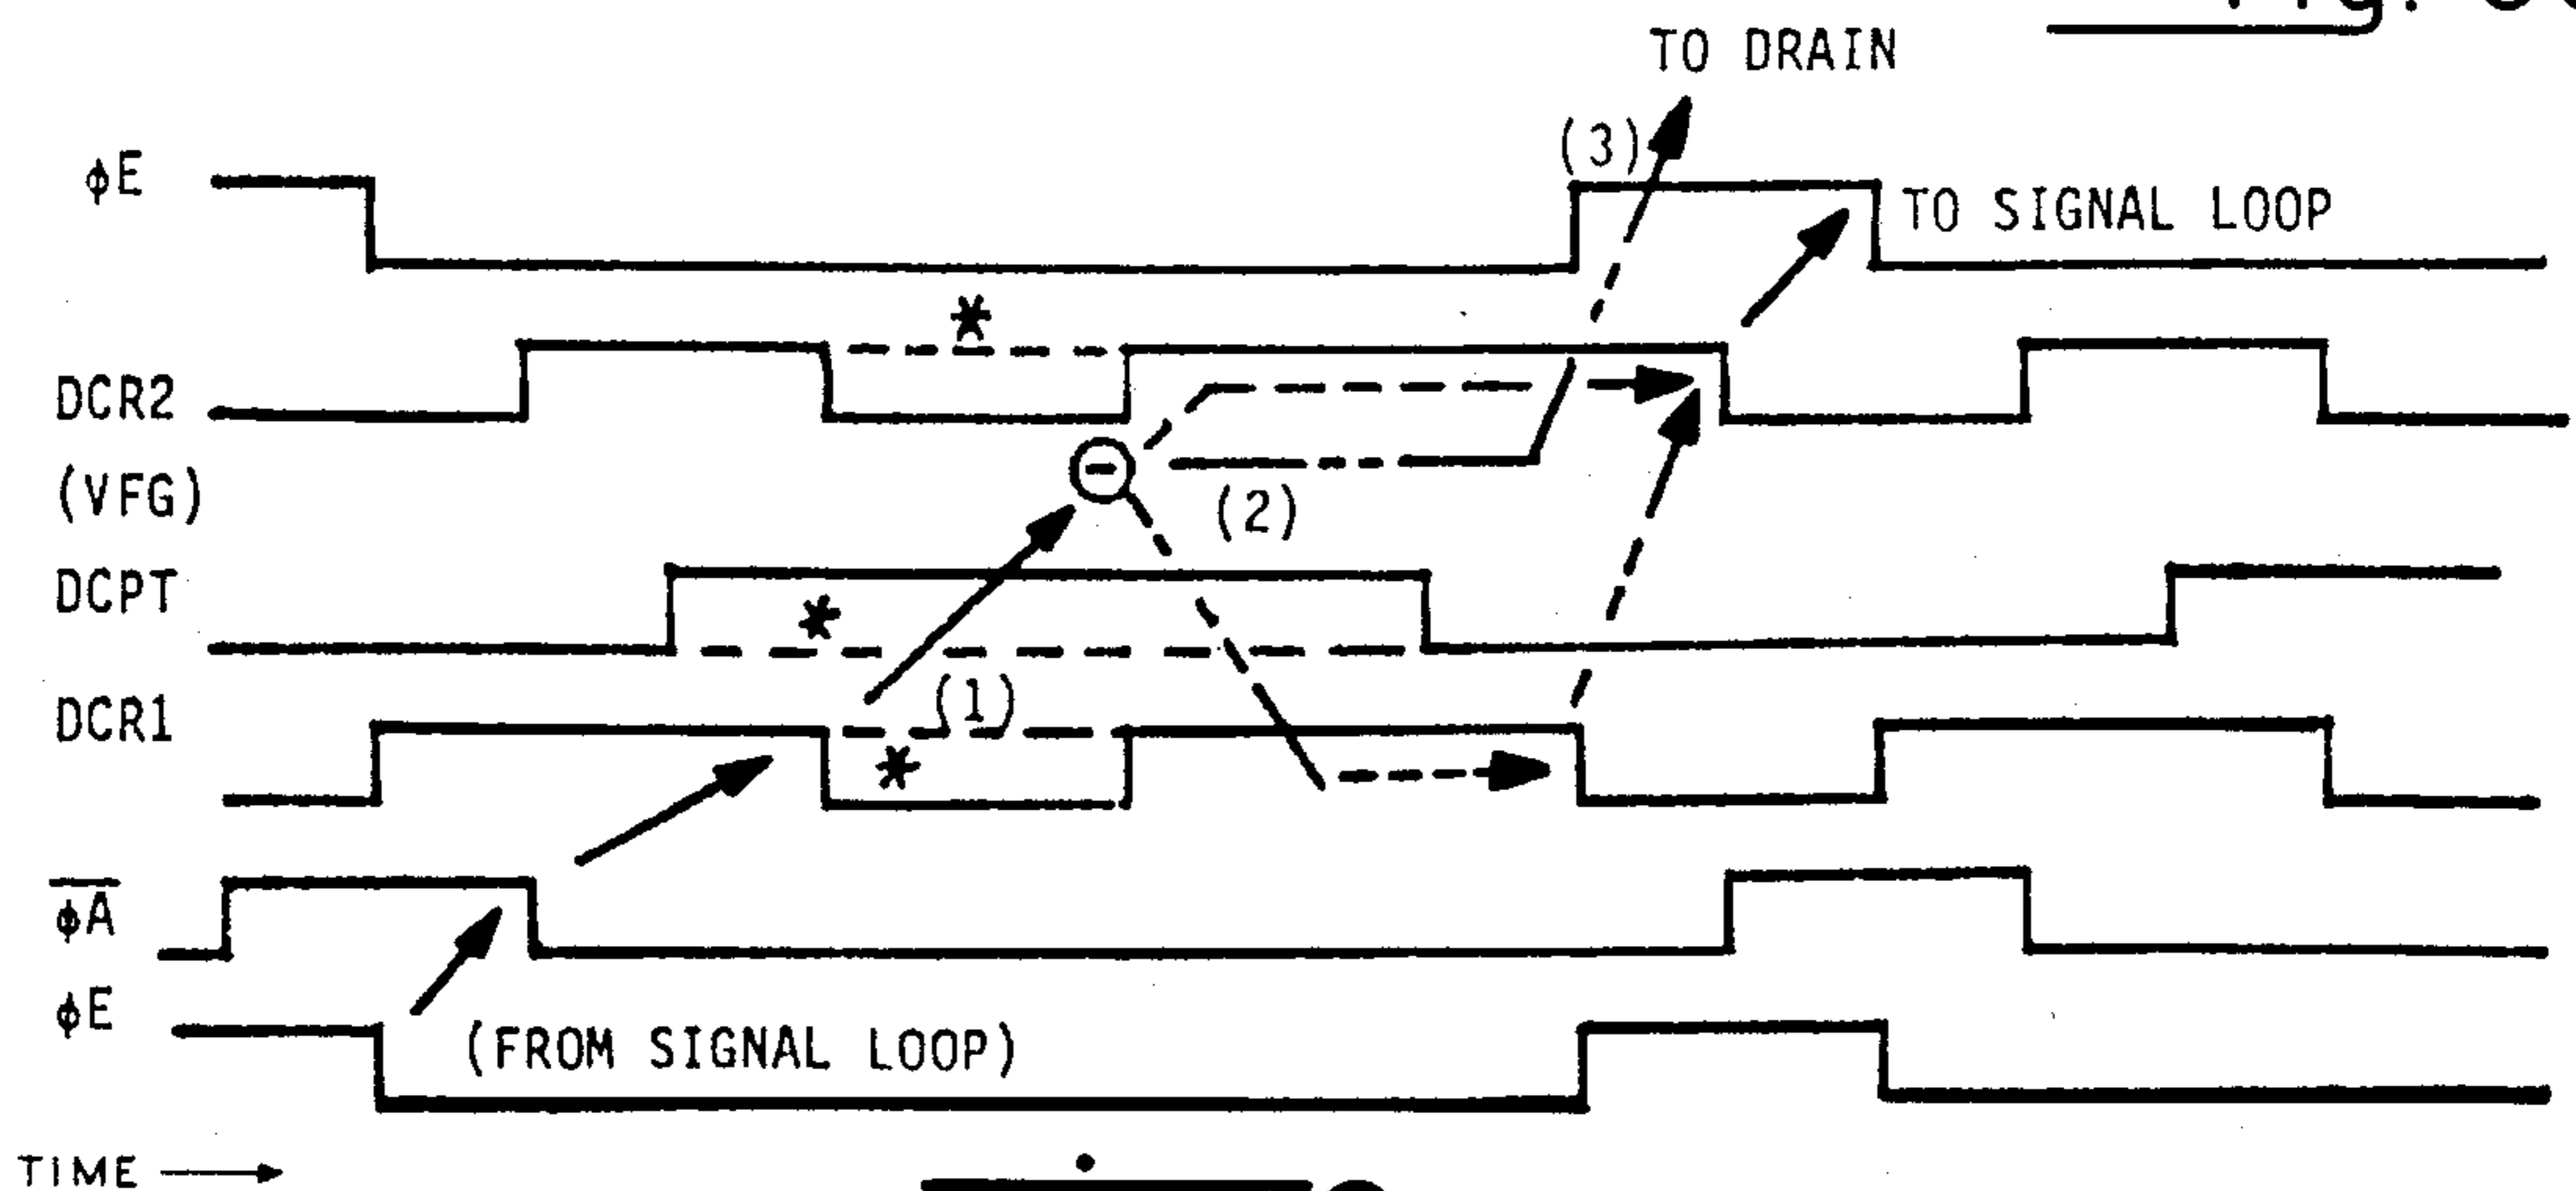 TO DRAIN
(3)
ϕE
TO SIGNAL LOOP
*
DCR2
(VFG)
(2)
DCPT
*
(1)
DCR1
*
ϕA̅
ϕE
(FROM SIGNAL LOOP)
TIME